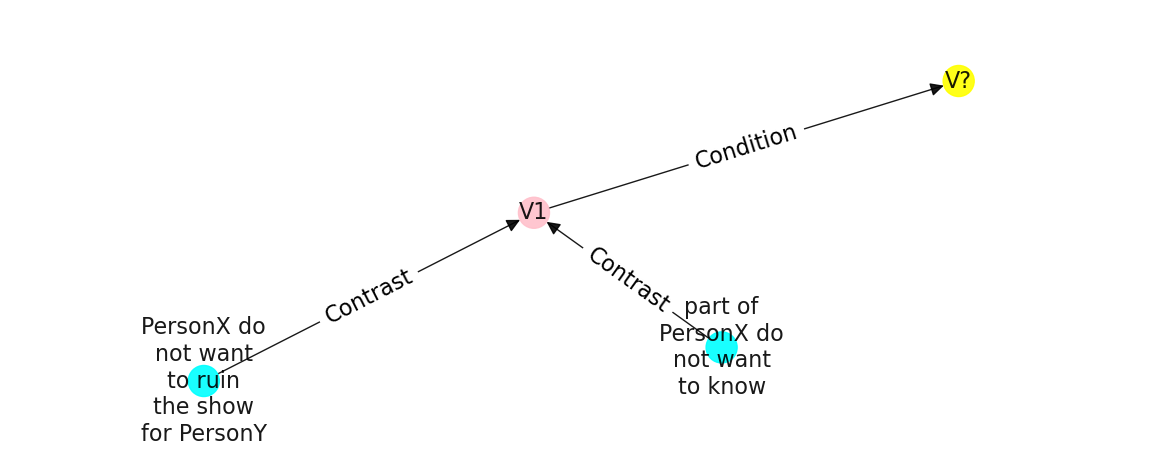 V?
Condition
V1
Contrast
Contrast
part of
PersonX do
not want
to know
PersonX do
not want
to ruin
the show
for PersonY